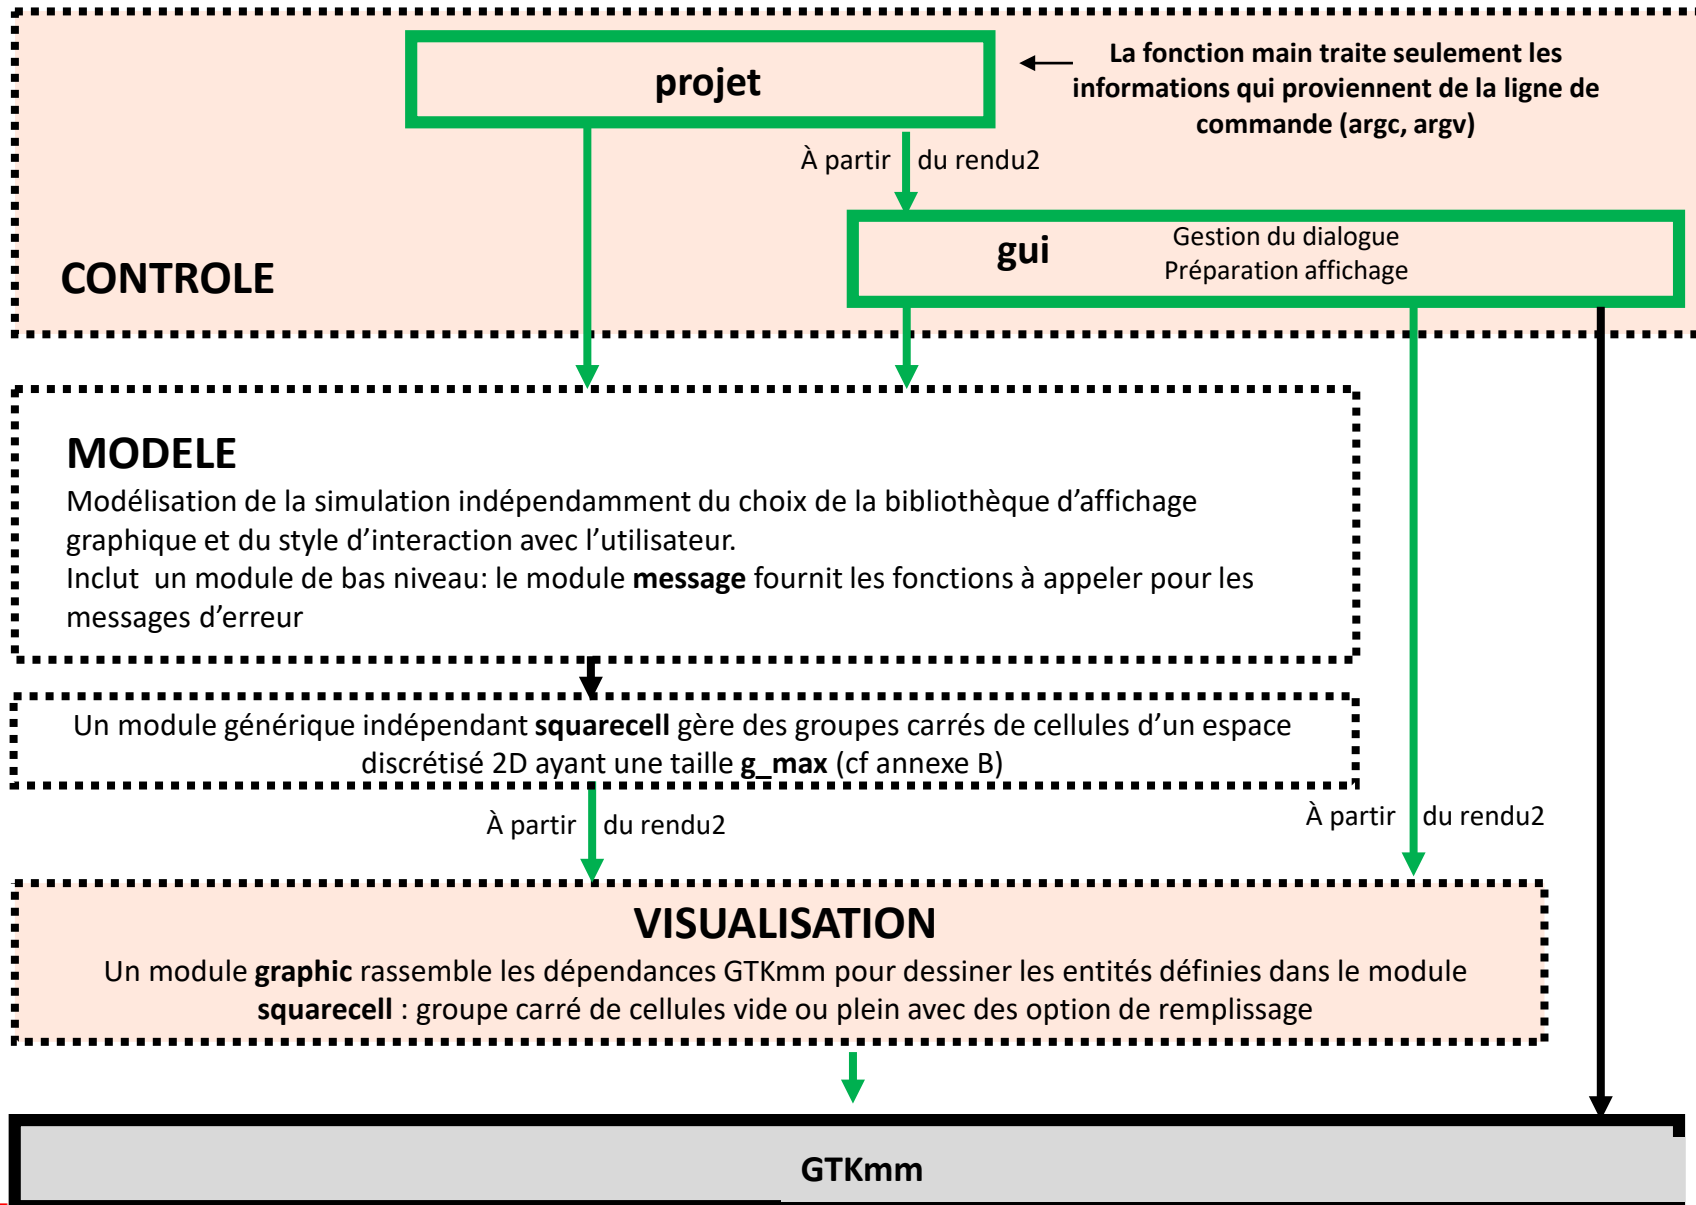 projet
La fonction main traite seulement les
informations qui proviennent de la ligne de
commande (argc, argv)
À partir du rendu2
gui
Gestion du dialogue
Préparation affichage
CONTROLE
MODELE
Modélisation de la simulation indépendamment du choix de la bibliothèque d’affichage
graphique et du style d’interaction avec l’utilisateur.
Inclut un module de bas niveau: le module message fournit les fonctions à appeler pour les
messages d’erreur
Un module générique indépendant squarecell gère des groupes carrés de cellules d’un espace
discrétisé 2D ayant une taille g_max (cf annexe B)
À partir du rendu2
À partir du rendu2
VISUALISATION
Un module graphic rassemble les dépendances GTKmm pour dessiner les entités définies dans le module
squarecell : groupe carré de cellules vide ou plein avec des option de remplissage
GTKmm